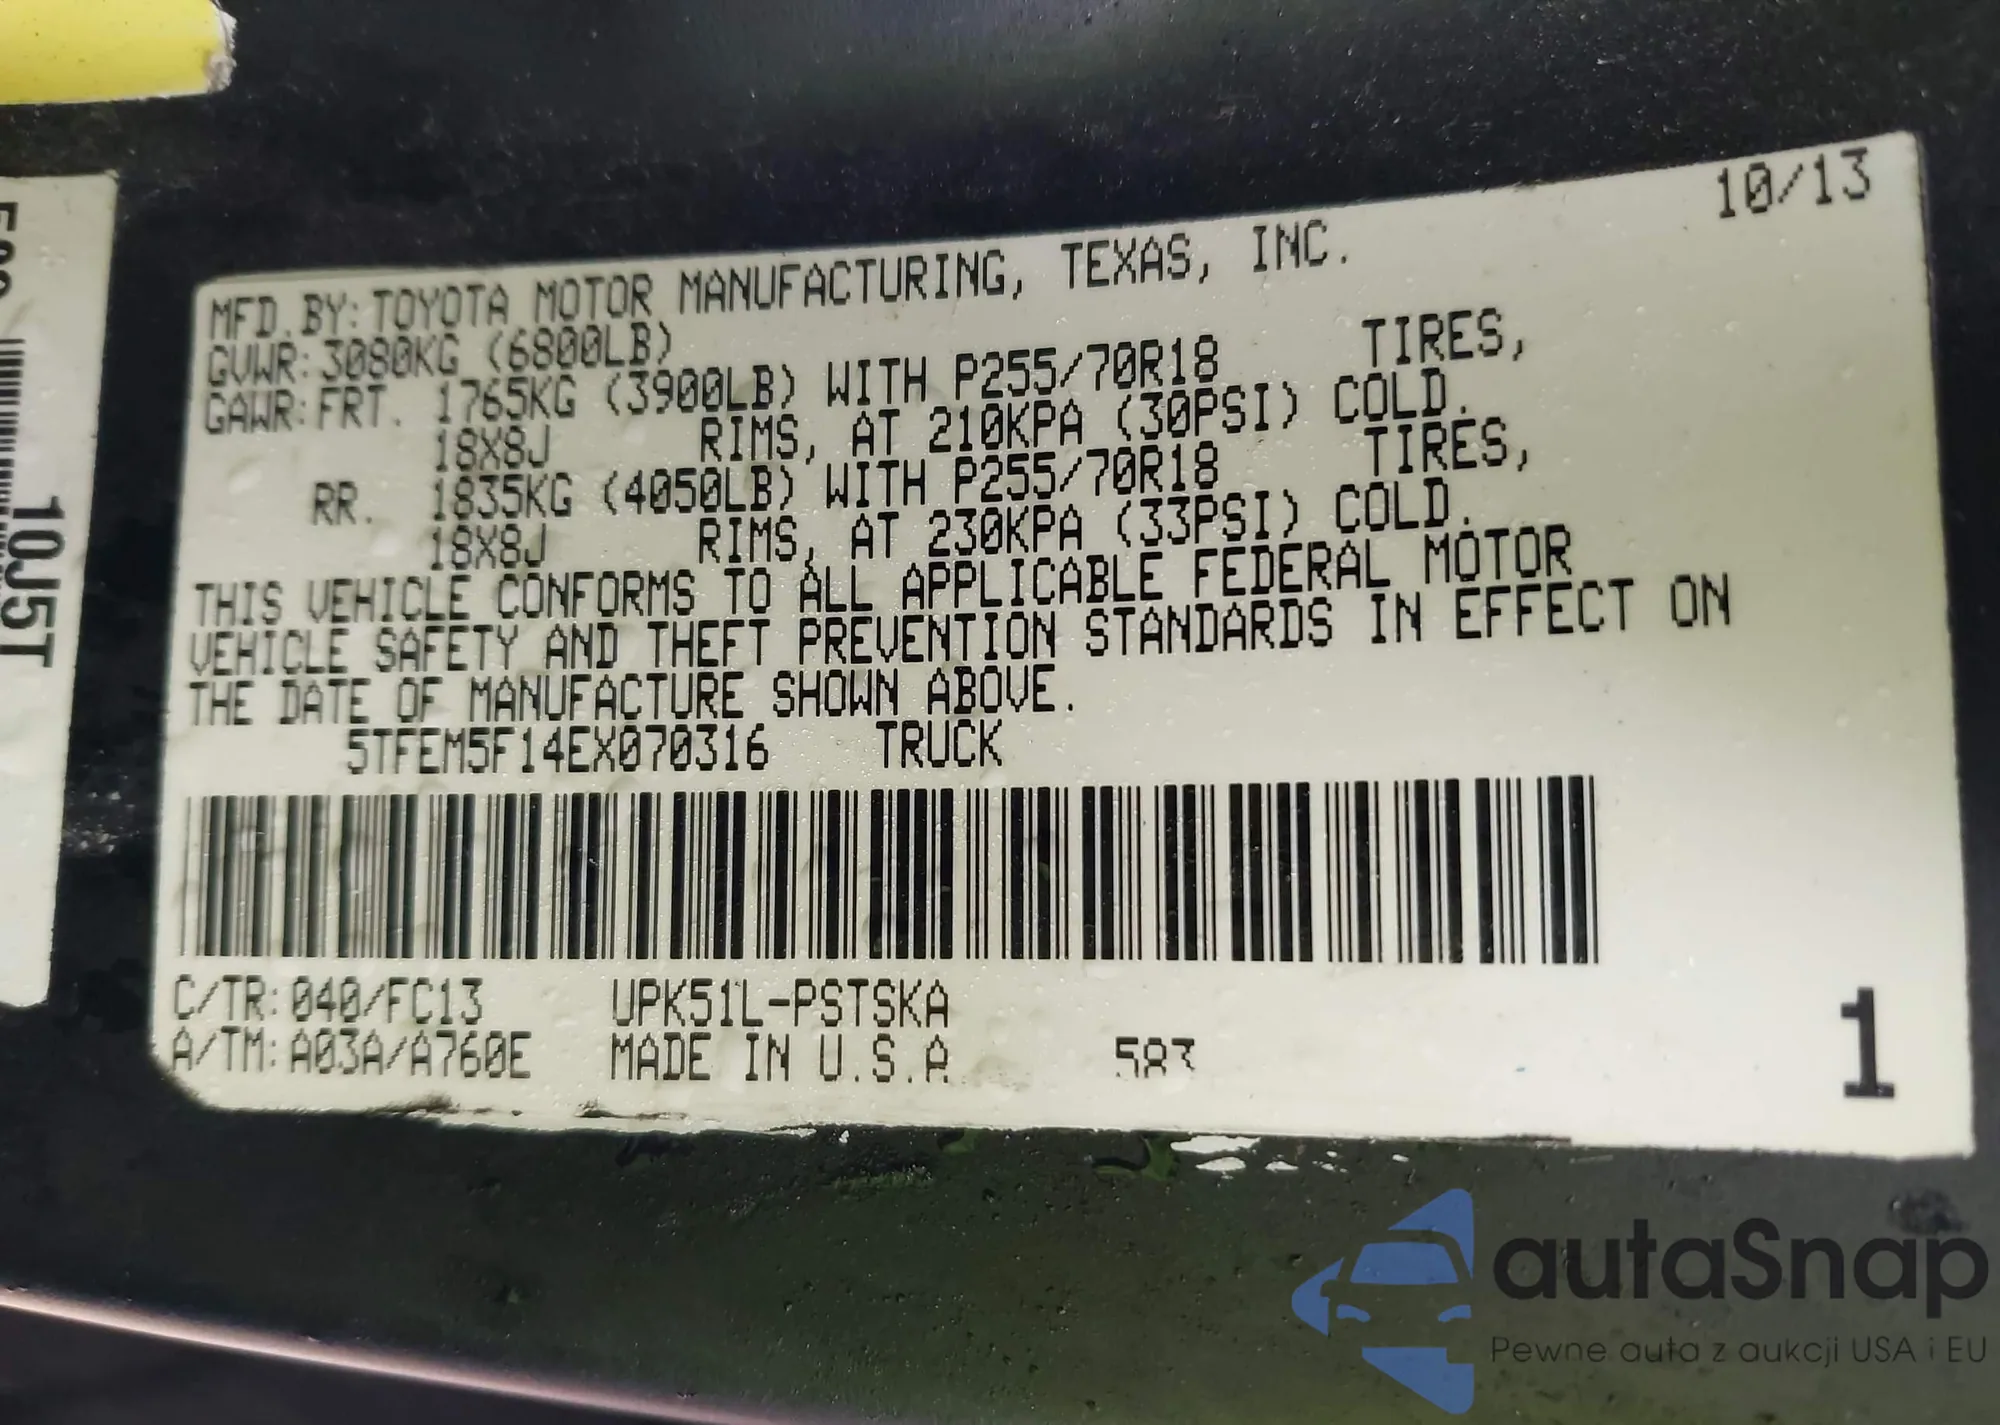 10/13
MFD. BY: TOYOTA MOTOR MANUFACTURING, TEXAS, INC.
GVWR: 3080KG (6800LB)
GAWR: FRT. 1765KG (3900LB) WITH P255/70R18 TIRES,
18X8J RIMS, AT 210KPA (30PSI) COLD.
RR. 1835KG (4050LB) WITH P255/70R18 TIRES,
18X8J RIMS, AT 230KPA (33PSI) COLD.
THIS VEHICLE CONFORMS TO ALL APPLICABLE FEDERAL MOTOR
VEHICLE SAFETY AND THEFT PREVENTION STANDARDS IN EFFECT ON
THE DATE OF MANUFACTURE SHOWN ABOVE.
5TFEM5F14EX070316 TRUCK
C/TR: 040/FC13 UPK51L-PSTSKA
A/TM: A03A/A760E MADE IN U.S.A. 583
1
10J5T
autaSnap
Pewne auta z aukcji USA i EU